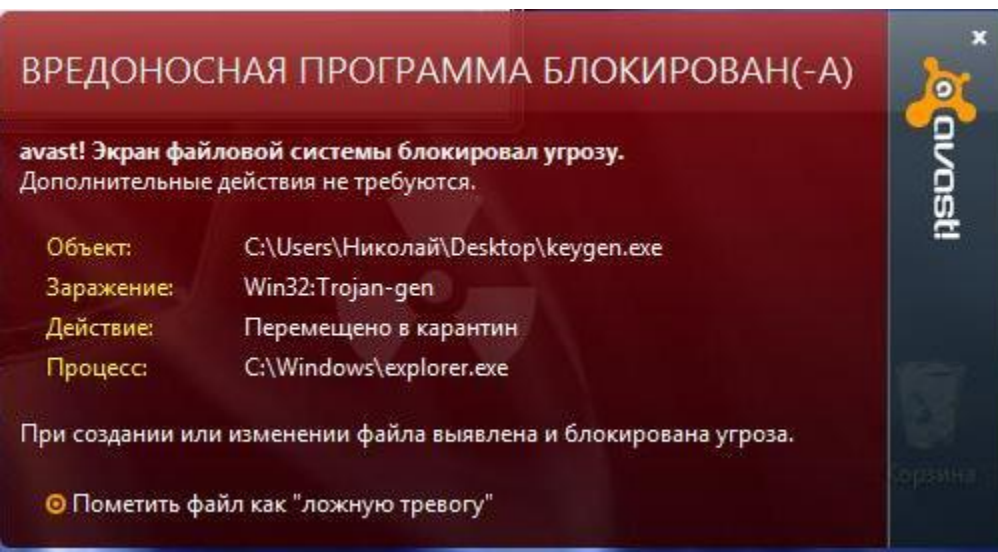 ВРЕДОНОСНАЯ ПРОГРАММА БЛОКИРОВАН(-А)
avast! Экран файловой системы блокировал угрозу.
Дополнительные действия не требуются.
Объект: C:\Users\Николай\Desktop\keygen.exe
Заражение: Win32:Trojan-gen
Действие: Перемещено в карантин
Процесс: C:\Windows\explorer.exe
При создании или изменении файла выявлена и блокирована угроза.
Пометить файл как "ложную тревогу"
x
avast!
Корзина